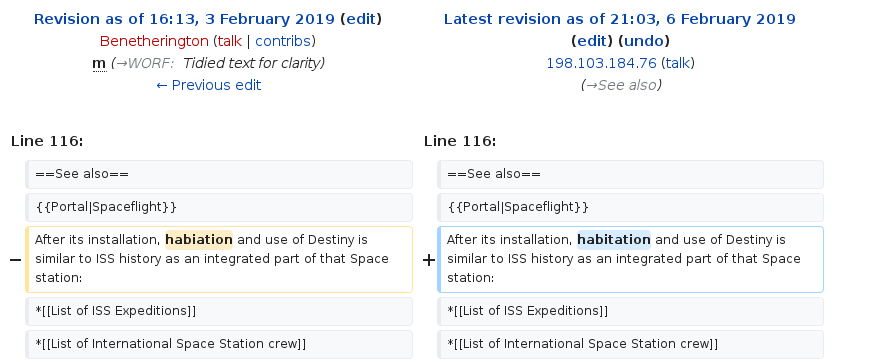 Revision as of 16:13, 3 February 2019 (edit)
Benetherington (talk | contribs)
m (→WORF: Tidied text for clarity)
← Previous edit
Latest revision as of 21:03, 6 February 2019
(edit) (undo)
198.103.184.76 (talk)
(→See also)
Line 116:
Line 116:
==See also==
==See also==
{{Portal|Spaceflight}}
{{Portal|Spaceflight}}
− After its installation, habiation and use of Destiny is
similar to ISS history as an integrated part of that Space
station:
+ After its installation, habitation and use of Destiny is
similar to ISS history as an integrated part of that Space
station:
*[[List of ISS Expeditions]]
*[[List of ISS Expeditions]]
*[[List of International Space Station crew]]
*[[List of International Space Station crew]]